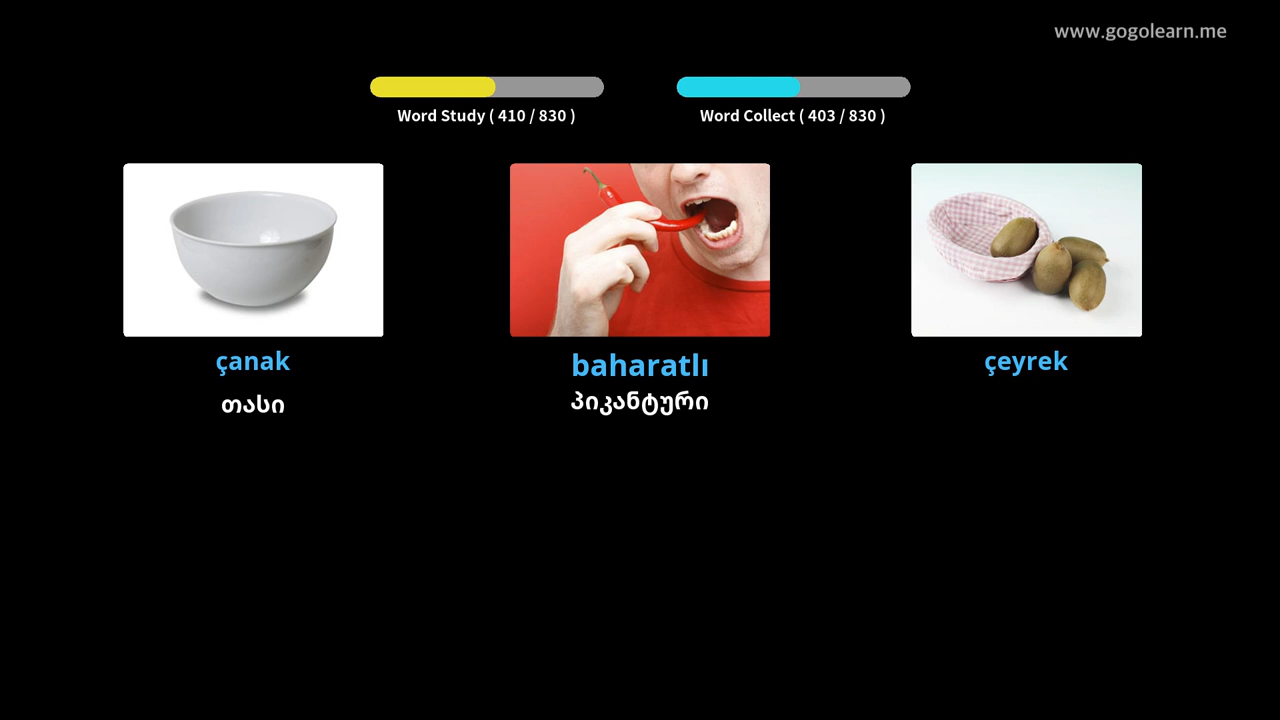 www.gogolearn.me
Word Study ( 410 / 830 )
Word Collect ( 403 / 830 )
çanak
baharatlı
çeyrek
თასი
პიკანტური